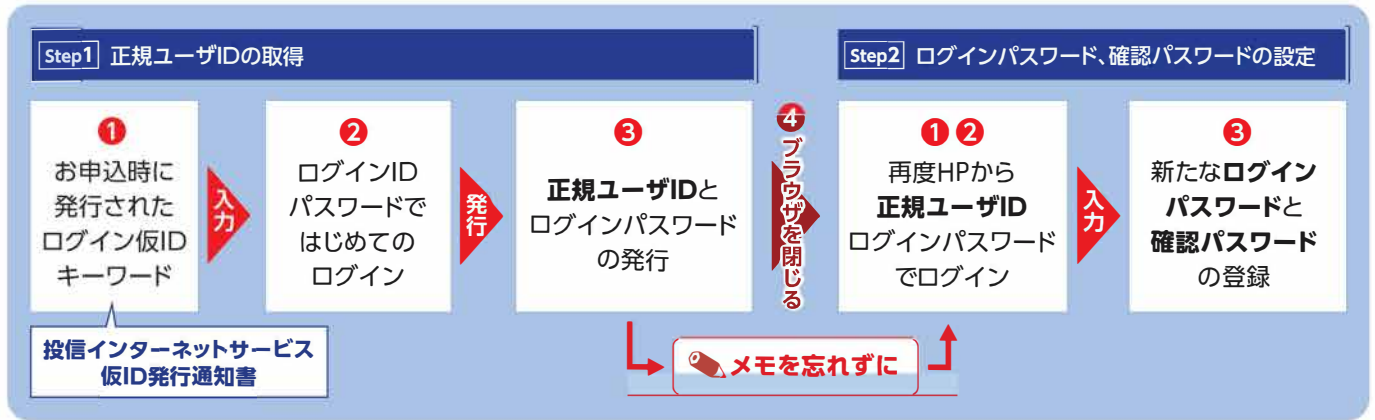 Step1 正規ユーザIDの取得
❶
お申込時に
発行された
ログイン仮ID
キーワード
投信インターネットサービス
仮ID発行通知書
入力
❷
ログインID
パスワードで
はじめての
ログイン
発行
❸
正規ユーザIDと
ログインパスワード
の発行
❹ブラウザを閉じる
メモを忘れずに
Step2 ログインパスワード、確認パスワードの設定
❶❷
再度HPから
正規ユーザID
ログインパスワード
でログイン
入力
❸
新たなログイン
パスワードと
確認パスワード
の登録